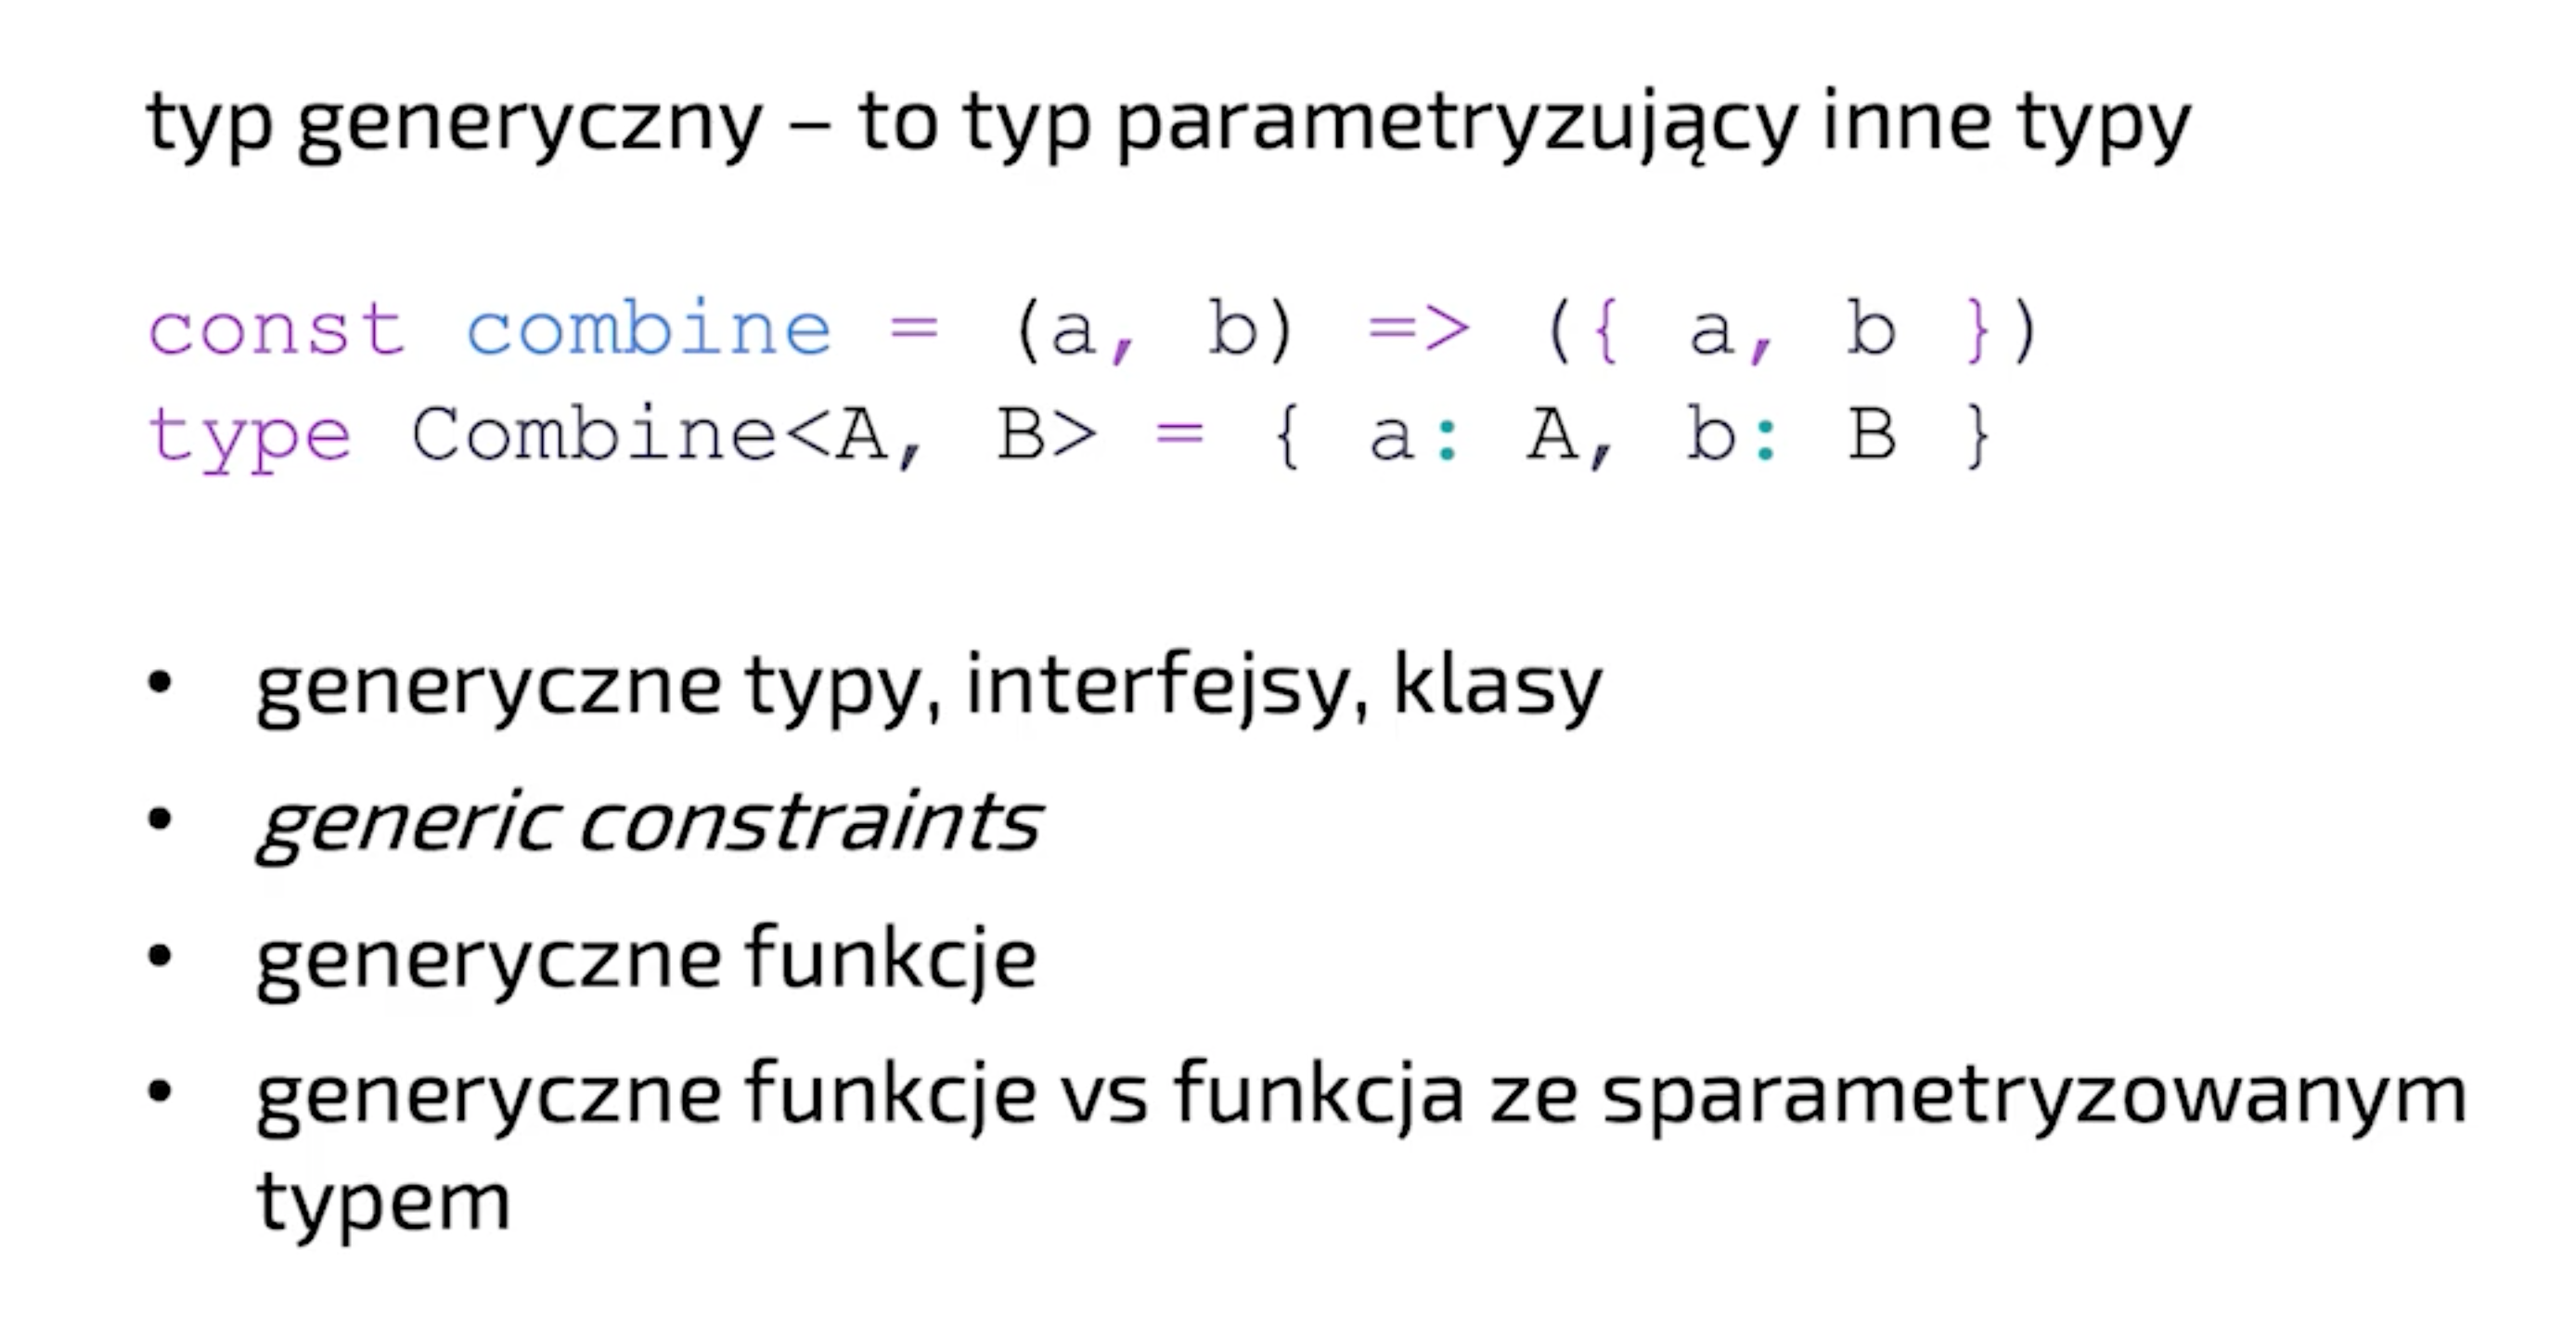 typ generyczny – to typ parametryzujący inne typy
const combine = (a, b) => ({ a, b })
type Combine<A, B> = { a: A, b: B }
• generyczne typy, interfejsy, klasy
• generic constraints
• generyczne funkcje
• generyczne funkcje vs funkcja ze sparametryzowanym
typem